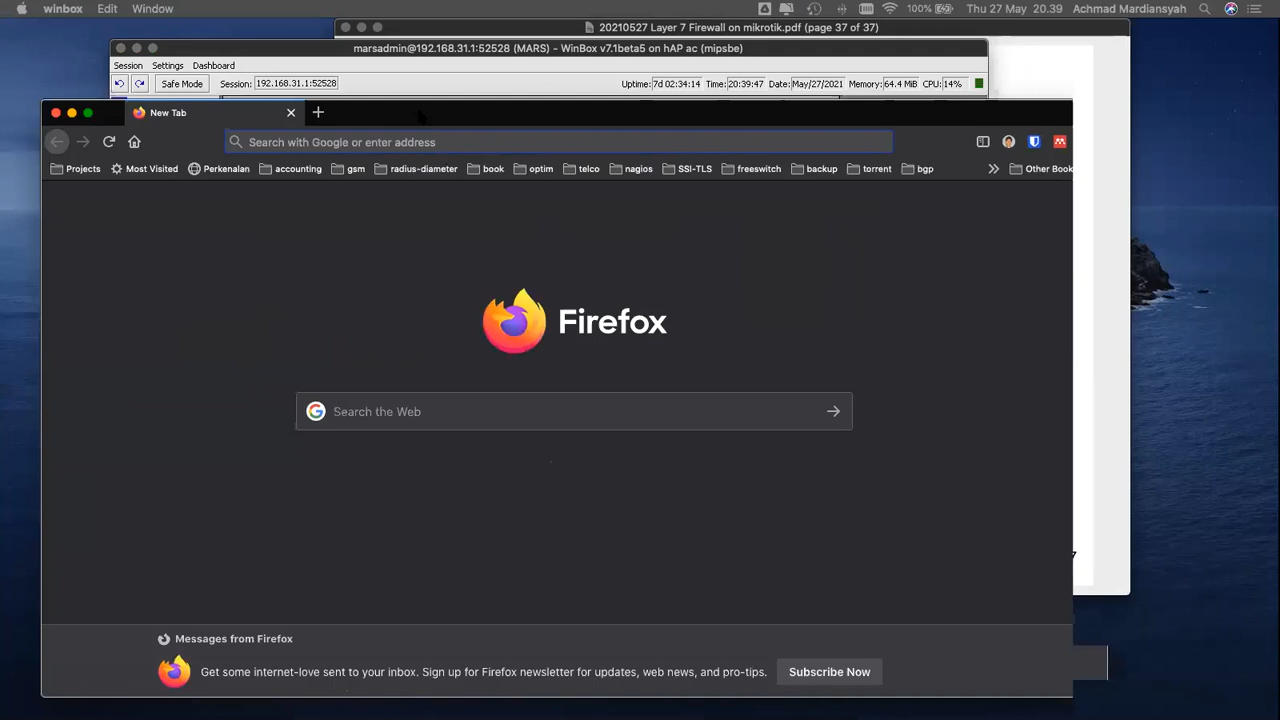 winbox Edit Window 100% Thu 27 May 20.39 Achmad Mardiansyah
20210527 Layer 7 Firewall on mikrotik.pdf (page 37 of 37)
marsadmin@192.168.31.1:52528 (MARS) - WinBox v7.1beta5 on hAP ac (mipsbe)
Session Settings Dashboard
Safe Mode Session: 192.168.31.1:52528 Uptime: 7d 02:34:14 Time: 20:39:47 Date: May/27/2021 Memory: 64.4 MiB CPU: 14%
New Tab
Search with Google or enter address
Projects Most Visited Perkenalan accounting gsm radius-diameter book optim telco nagios SSl-TLS freeswitch backup torrent bgp Other Book
Firefox
Search the Web
7
Messages from Firefox
Get some internet-love sent to your inbox. Sign up for Firefox newsletter for updates, web news, and pro-tips. Subscribe Now